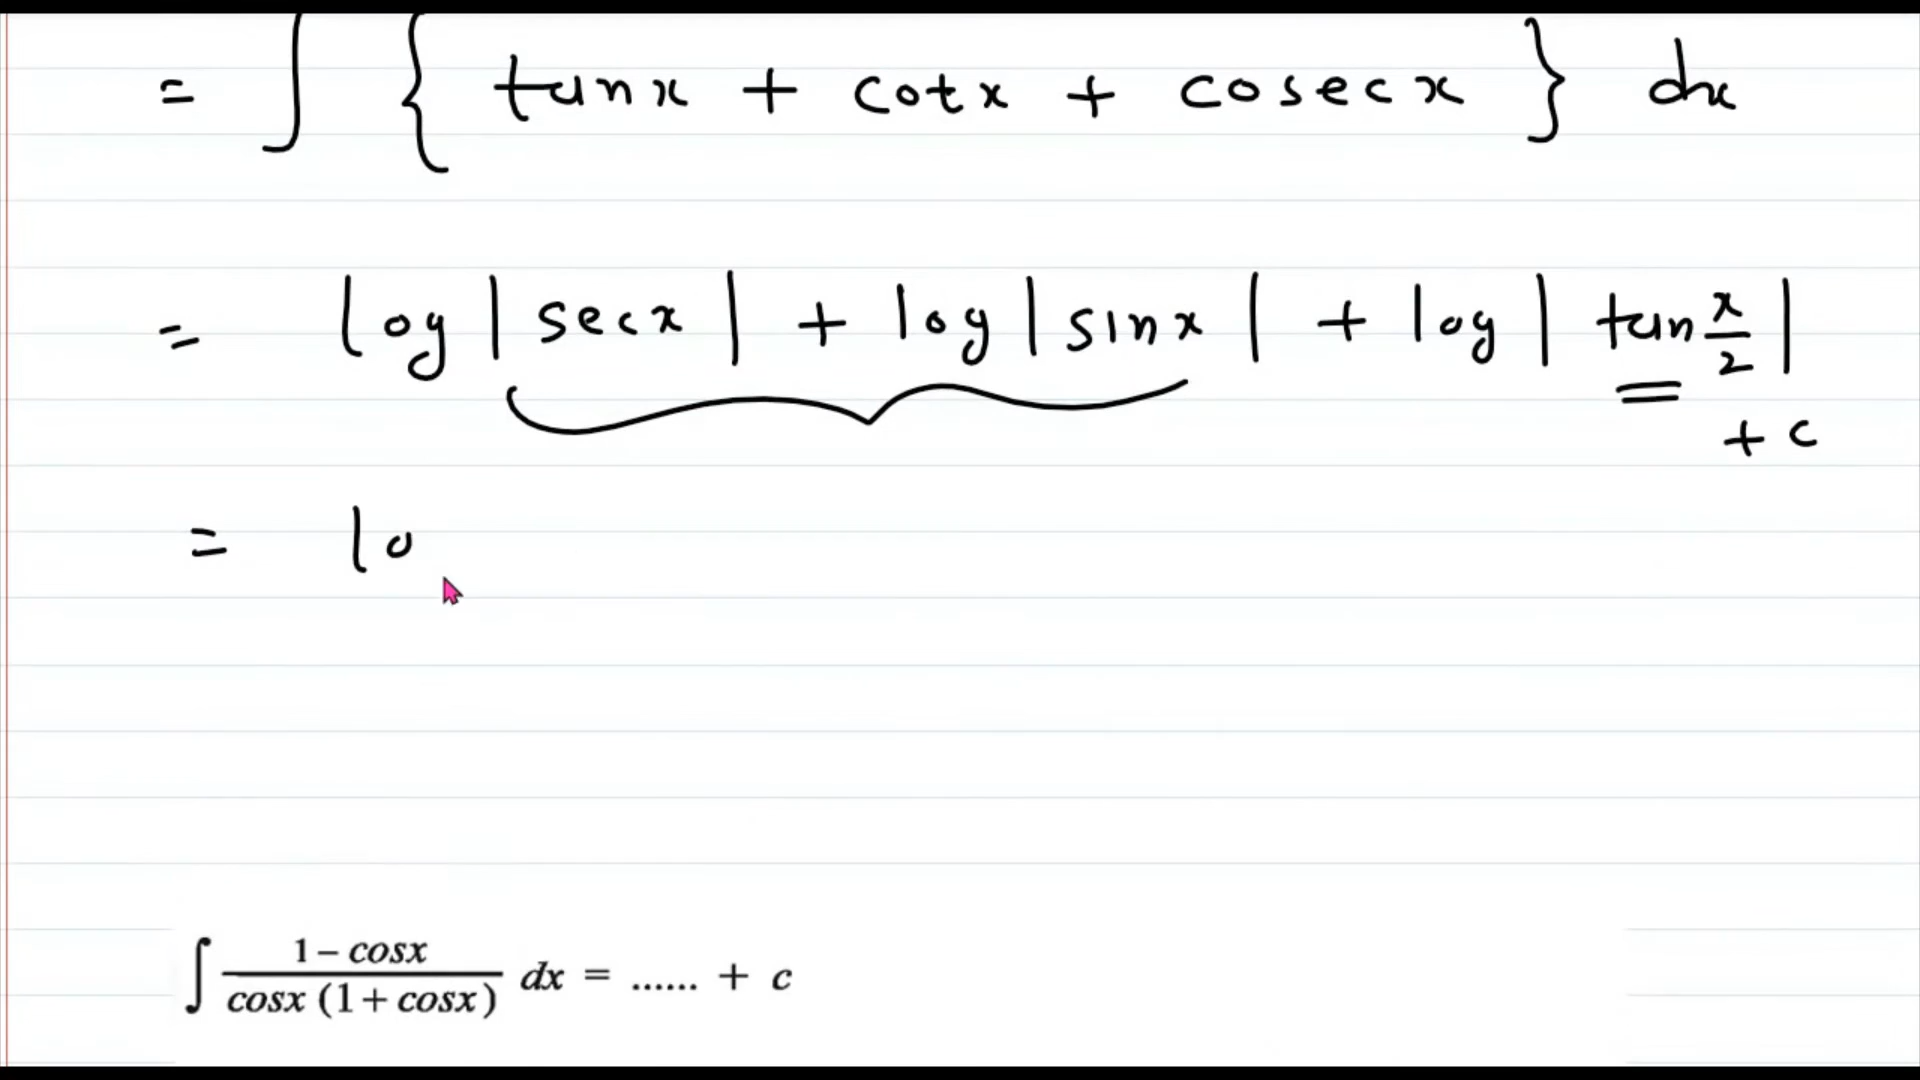 = ∫ { tanx + cotx + cosecx } dx
= log | secx | + log | sinx | + log | tan x/2 |
+ c
= lo
∫ 1 – cosx / cosx (1 + cosx) dx = ...... + c